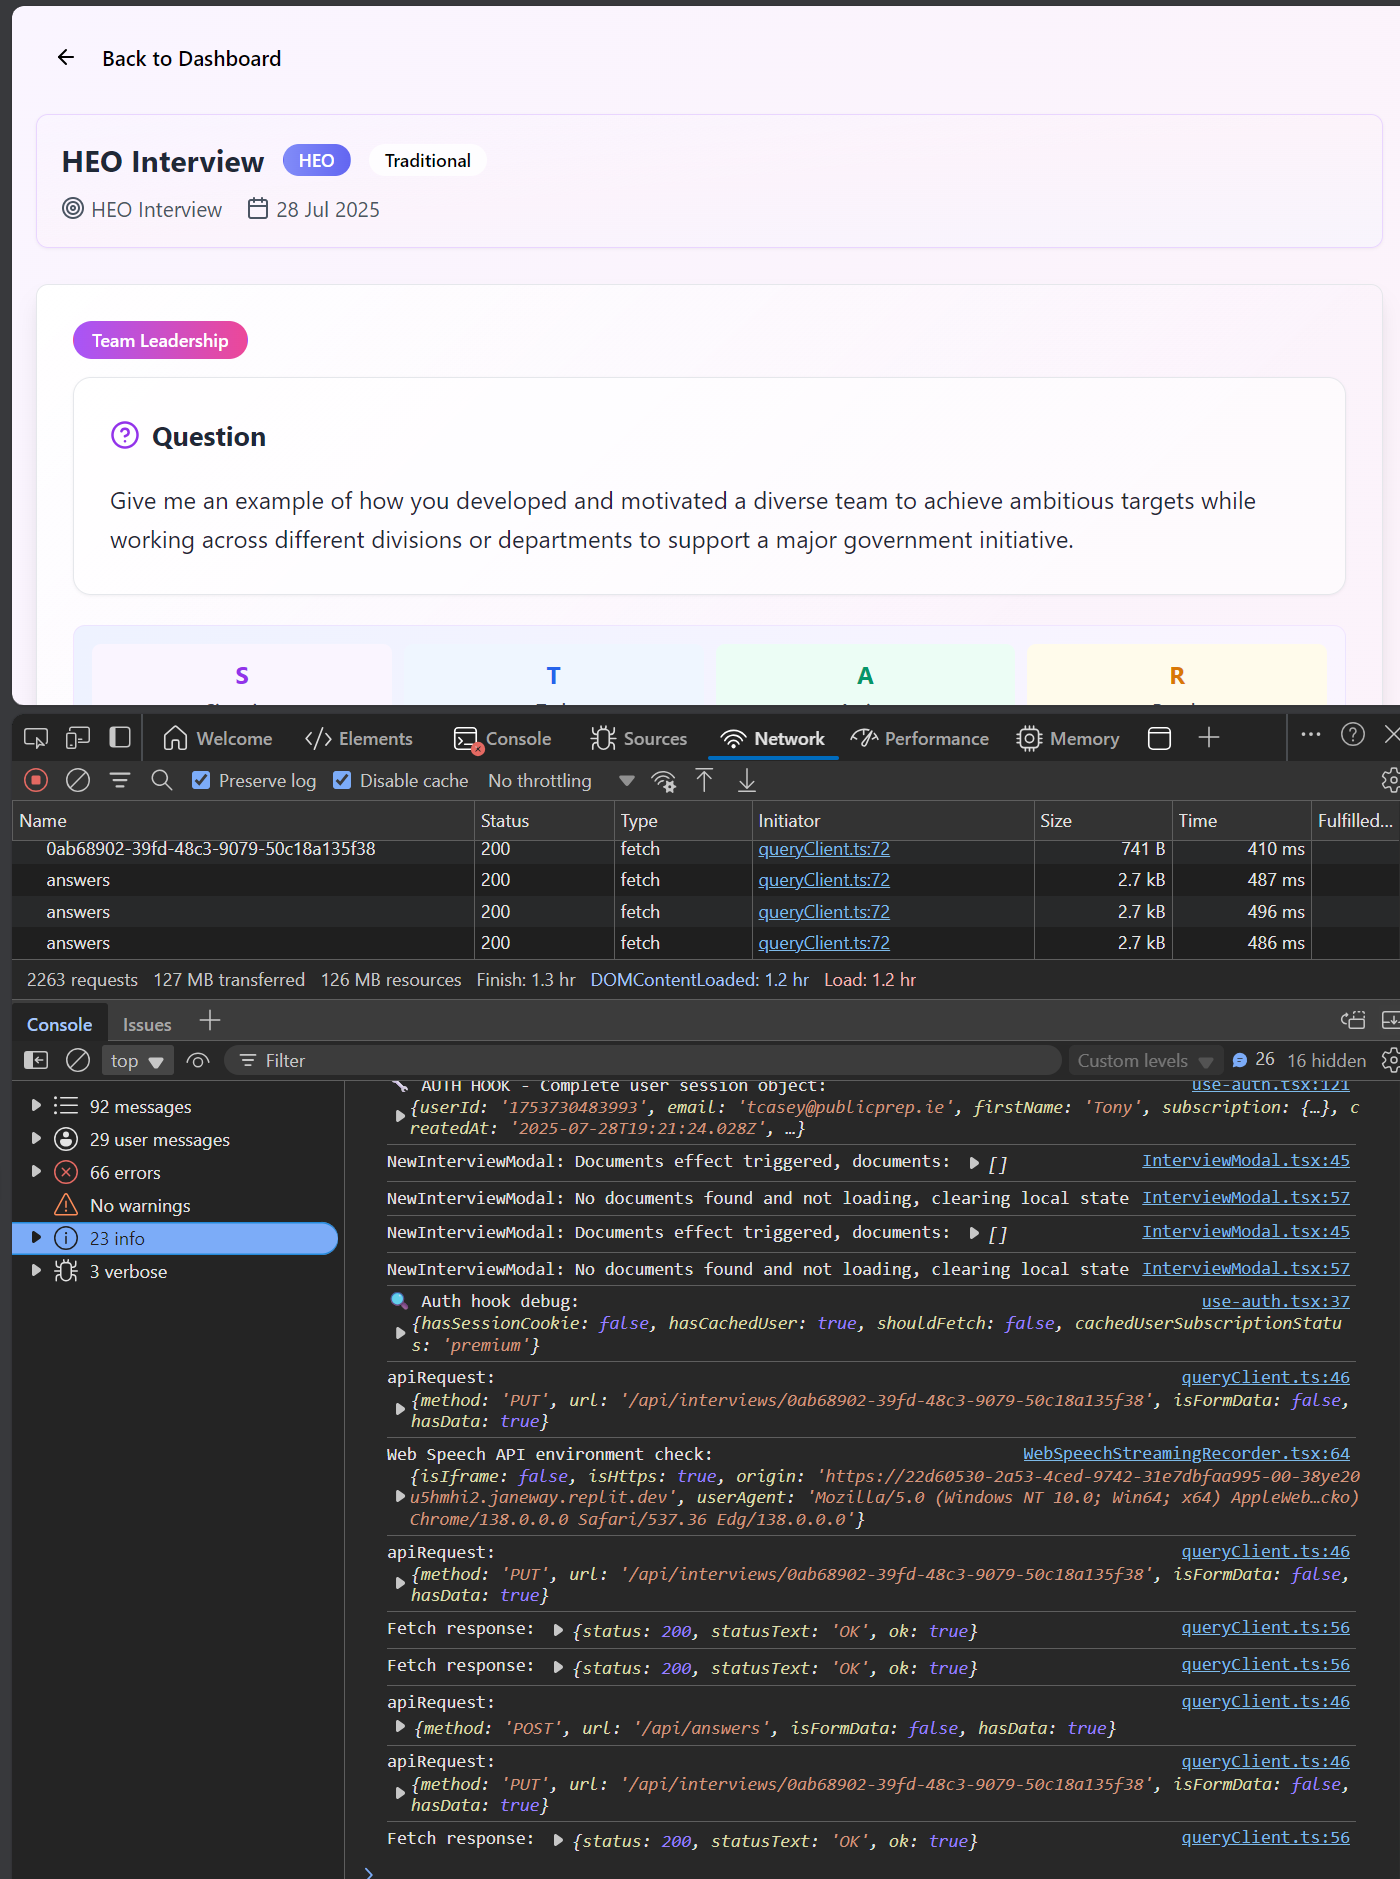 Back to Dashboard
HEO Interview HEO Traditional
HEO Interview 28 Jul 2025
Team Leadership
Question
Give me an example of how you developed and motivated a diverse team to achieve ambitious targets while
working across different divisions or departments to support a major government initiative.
S T A R
Welcome Elements Console Sources Network Performance Memory
Preserve log Disable cache No throttling
Name Status Type Initiator Size Time Fulfilled...
0ab68902-39fd-48c3-9079-50c18a135f38 200 fetch queryClient.ts:72 741 B 410 ms
answers 200 fetch queryClient.ts:72 2.7 kB 487 ms
answers 200 fetch queryClient.ts:72 2.7 kB 496 ms
answers 200 fetch queryClient.ts:72 2.7 kB 486 ms
2263 requests 127 MB transferred 126 MB resources Finish: 1.3 hr DOMContentLoaded: 1.2 hr Load: 1.2 hr
Console Issues
top Filter Custom levels 26 16 hidden
92 messages
29 user messages
66 errors
No warnings
23 info
3 verbose
AUTH HOOK - Complete user session object: use-auth.tsx:121
{userId: '1753730483993', email: 'tcasey@publicprep.ie', firstName: 'Tony', subscription: {…}, c
reatedAt: '2025-07-28T19:21:24.028Z', …}
NewInterviewModal: Documents effect triggered, documents: [] InterviewModal.tsx:45
NewInterviewModal: No documents found and not loading, clearing local state InterviewModal.tsx:57
NewInterviewModal: Documents effect triggered, documents: [] InterviewModal.tsx:45
NewInterviewModal: No documents found and not loading, clearing local state InterviewModal.tsx:57
Auth hook debug: use-auth.tsx:37
{hasSessionCookie: false, hasCachedUser: true, shouldFetch: false, cachedUserSubscriptionStatu
s: 'premium'}
apiRequest: queryClient.ts:46
{method: 'PUT', url: '/api/interviews/0ab68902-39fd-48c3-9079-50c18a135f38', isFormData: false,
hasData: true}
Web Speech API environment check: WebSpeechStreamingRecorder.tsx:64
{isIframe: false, isHttps: true, origin: 'https://22d60530-2a53-4ced-9742-31e7dbfaa995-00-38ye20
u5hmhi2.janeway.replit.dev', userAgent: 'Mozilla/5.0 (Windows NT 10.0; Win64; x64) AppleWeb…cko)
Chrome/138.0.0.0 Safari/537.36 Edg/138.0.0.0'}
apiRequest: queryClient.ts:46
{method: 'PUT', url: '/api/interviews/0ab68902-39fd-48c3-9079-50c18a135f38', isFormData: false,
hasData: true}
Fetch response: {status: 200, statusText: 'OK', ok: true} queryClient.ts:56
Fetch response: {status: 200, statusText: 'OK', ok: true} queryClient.ts:56
apiRequest: queryClient.ts:46
{method: 'POST', url: '/api/answers', isFormData: false, hasData: true}
apiRequest: queryClient.ts:46
{method: 'PUT', url: '/api/interviews/0ab68902-39fd-48c3-9079-50c18a135f38', isFormData: false,
hasData: true}
Fetch response: {status: 200, statusText: 'OK', ok: true} queryClient.ts:56